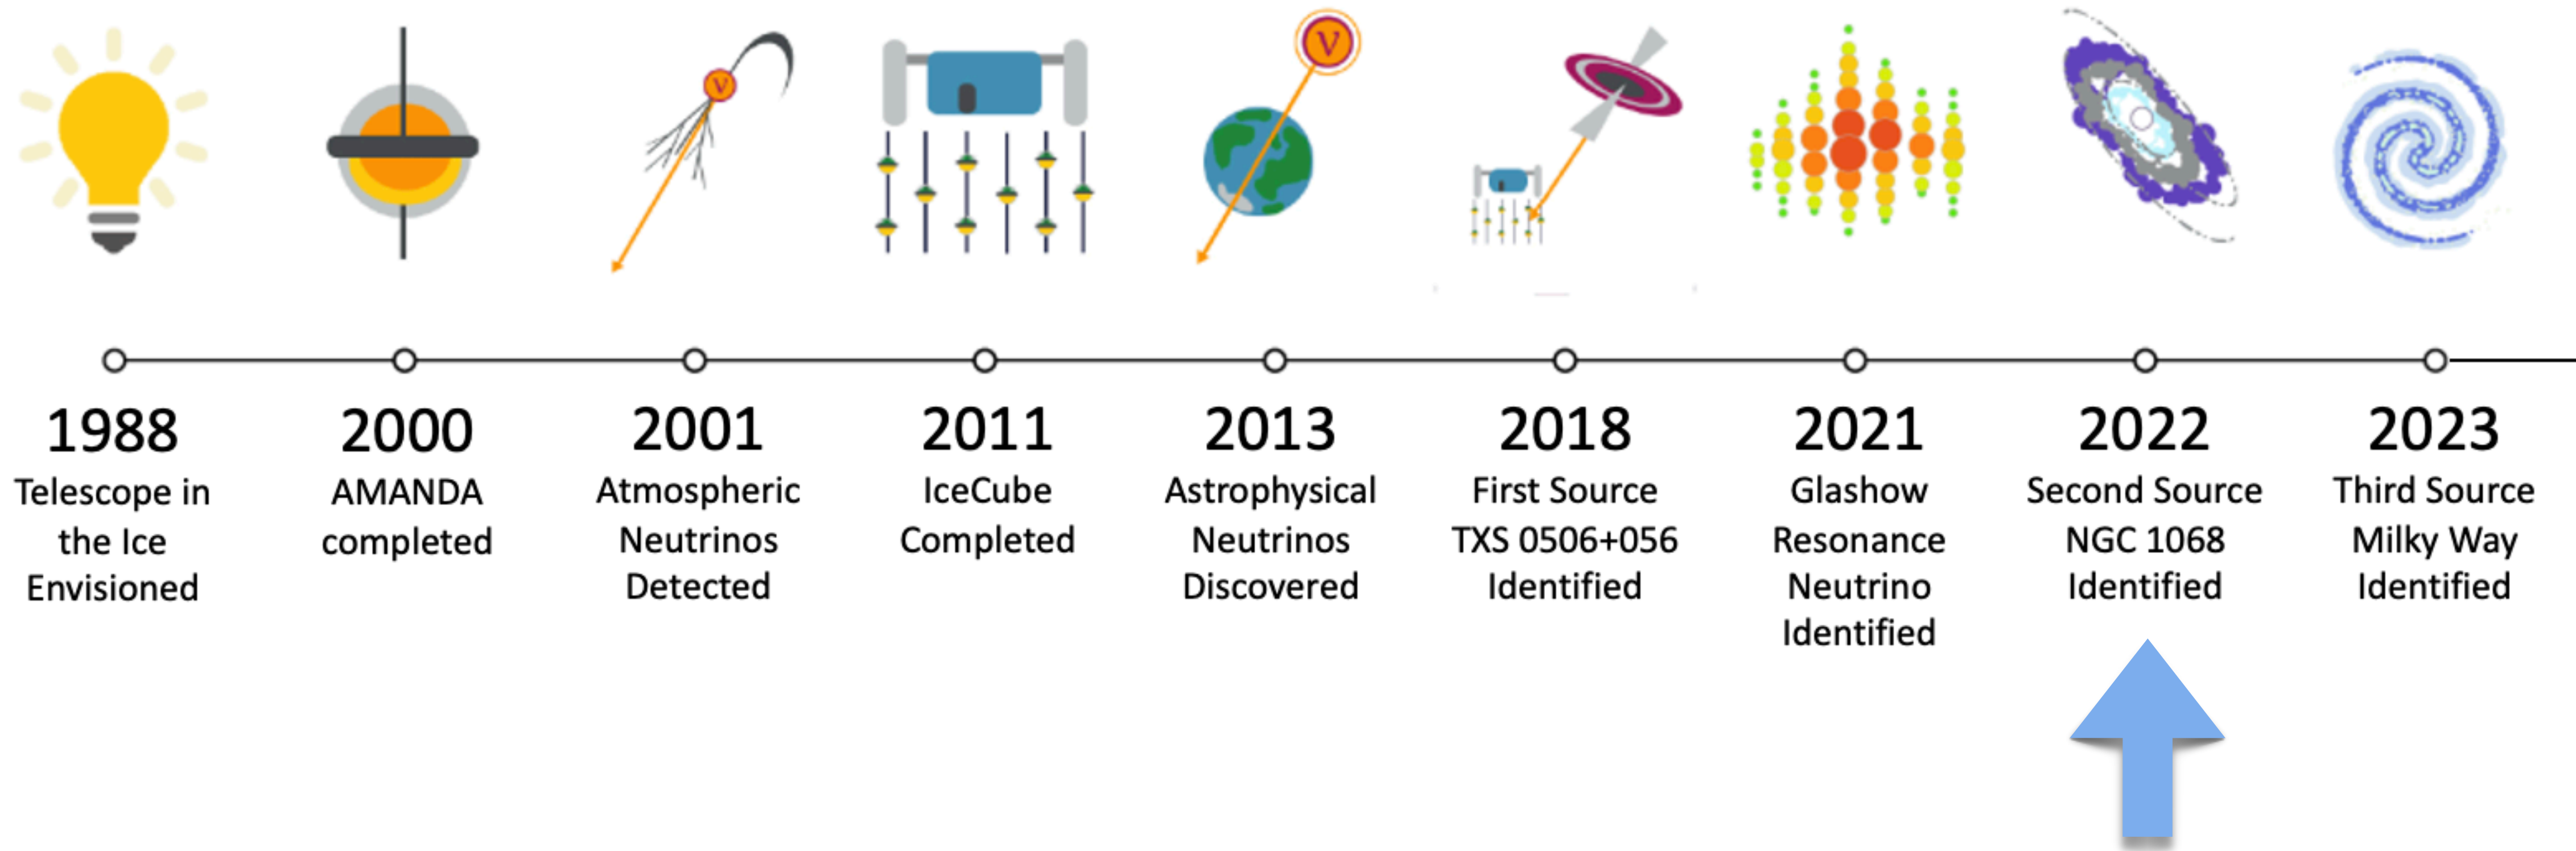 V
V
1988
Telescope in
the Ice
Envisioned
2000
AMANDA
completed
2001
Atmospheric
Neutrinos
Detected
2011
IceCube
Completed
2013
Astrophysical
Neutrinos
Discovered
2018
First Source
TXS 0506+056
Identified
2021
Glashow
Resonance
Neutrino
Identified
2022
Second Source
NGC 1068
Identified
2023
Third Source
Milky Way
Identified